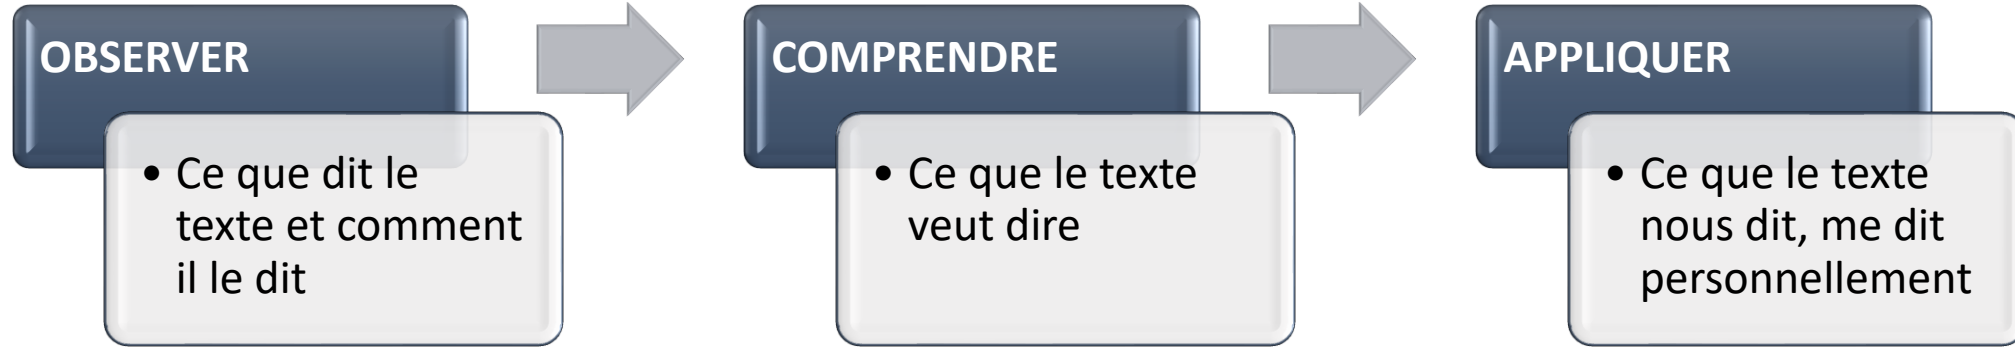 OBSERVER
• Ce que dit le
texte et comment
il le dit
COMPRENDRE
• Ce que le texte
veut dire
APPLIQUER
• Ce que le texte
nous dit, me dit
personnellement